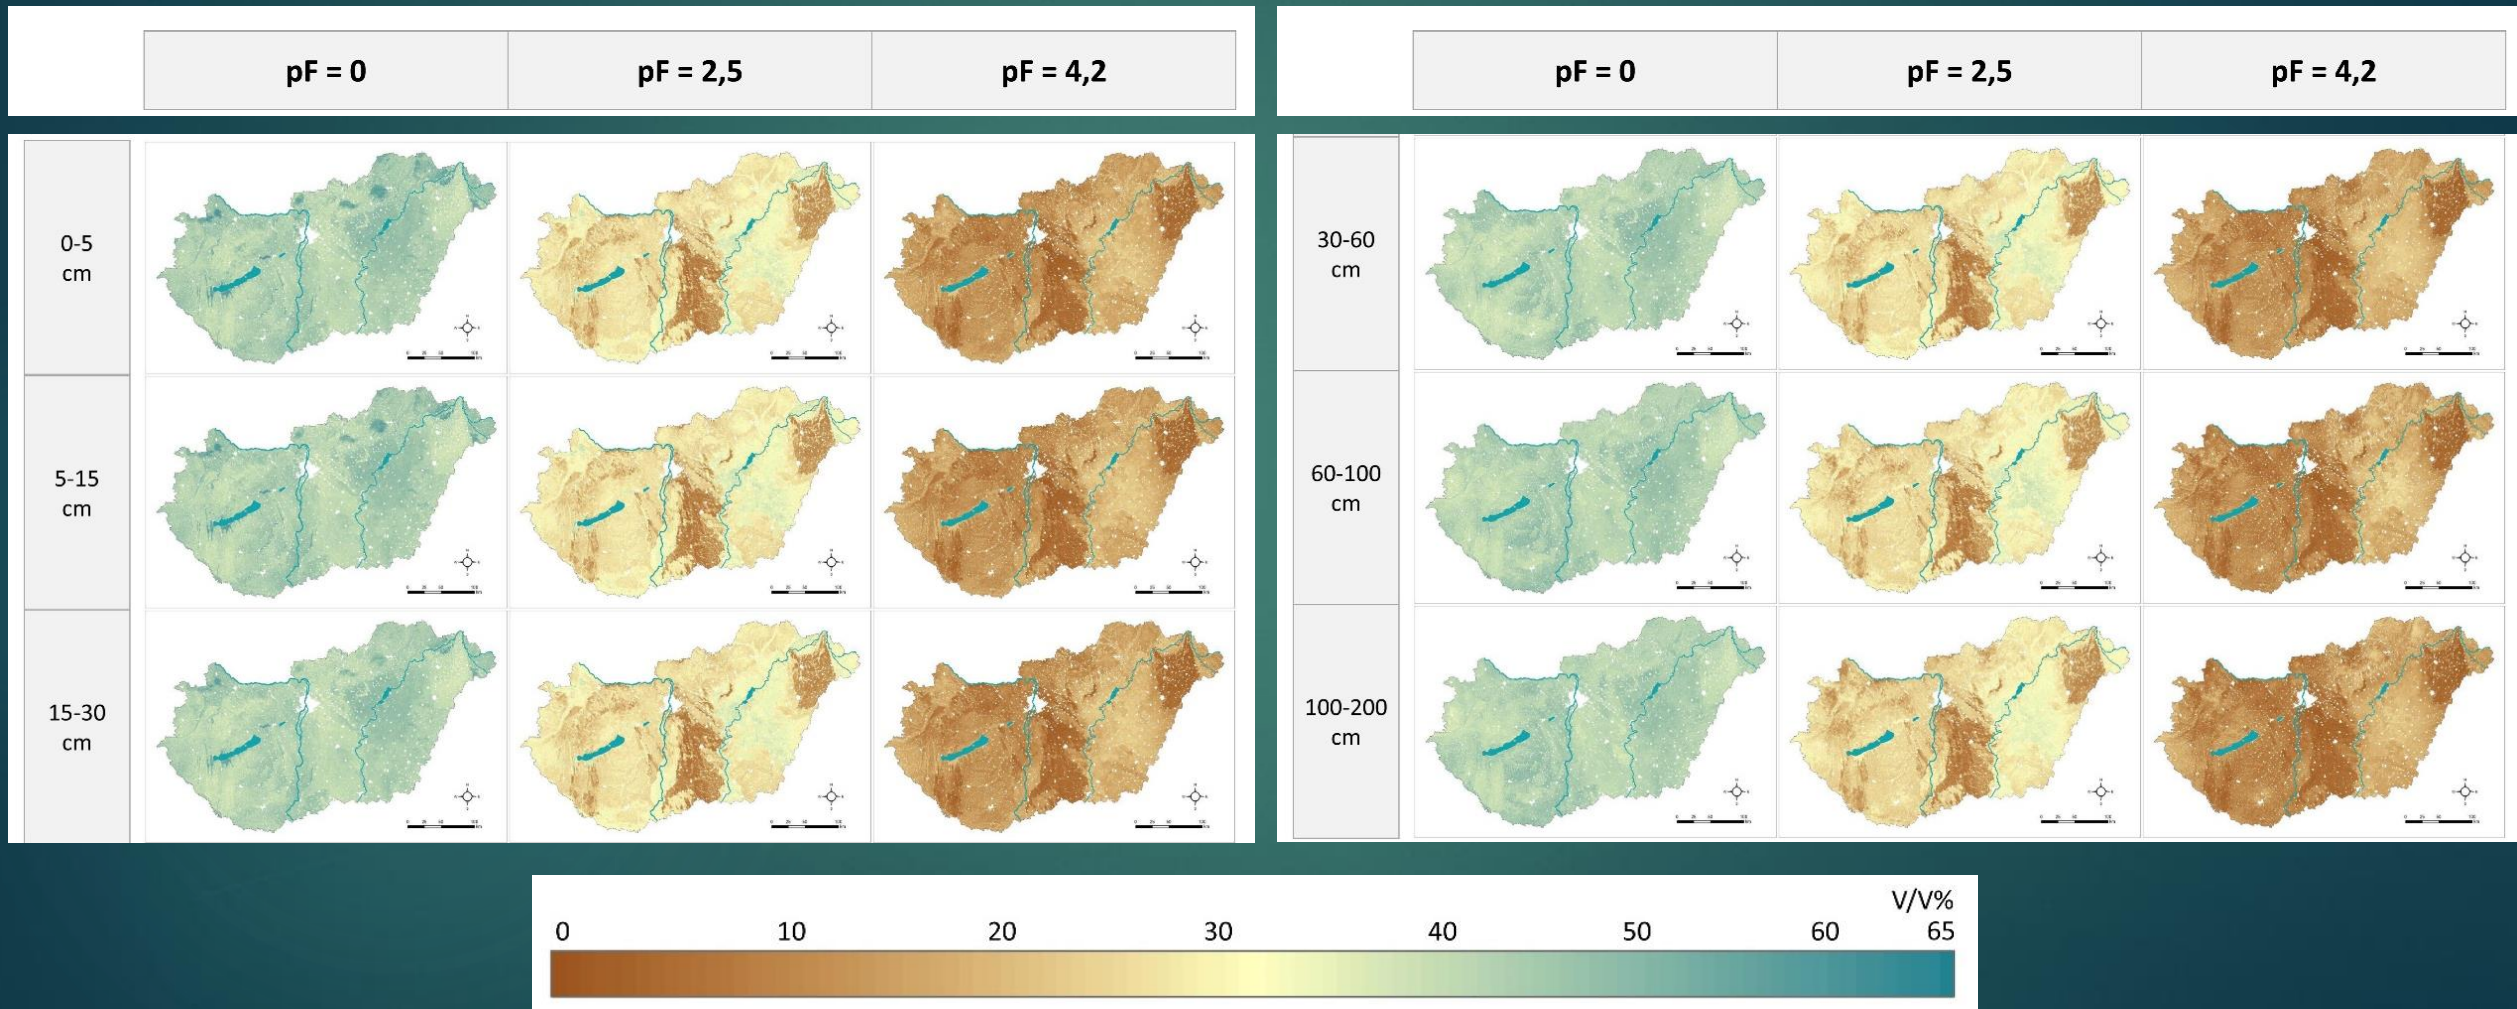 pF = 0
pF = 2,5
pF = 4,2
0-5
cm
5-15
cm
15-30
cm
pF = 0
pF = 2,5
pF = 4,2
30-60
cm
60-100
cm
100-200
cm
V/V%
0 10 20 30 40 50 60 65